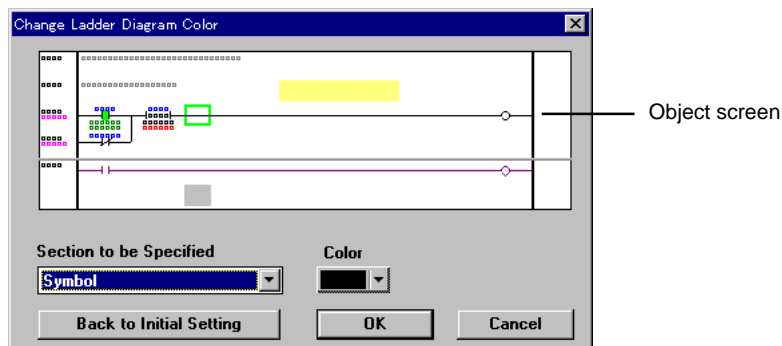 Change Ladder Diagram Color
Object screen
Section to be Specified
Color
Symbol
Back to Initial Setting
OK
Cancel